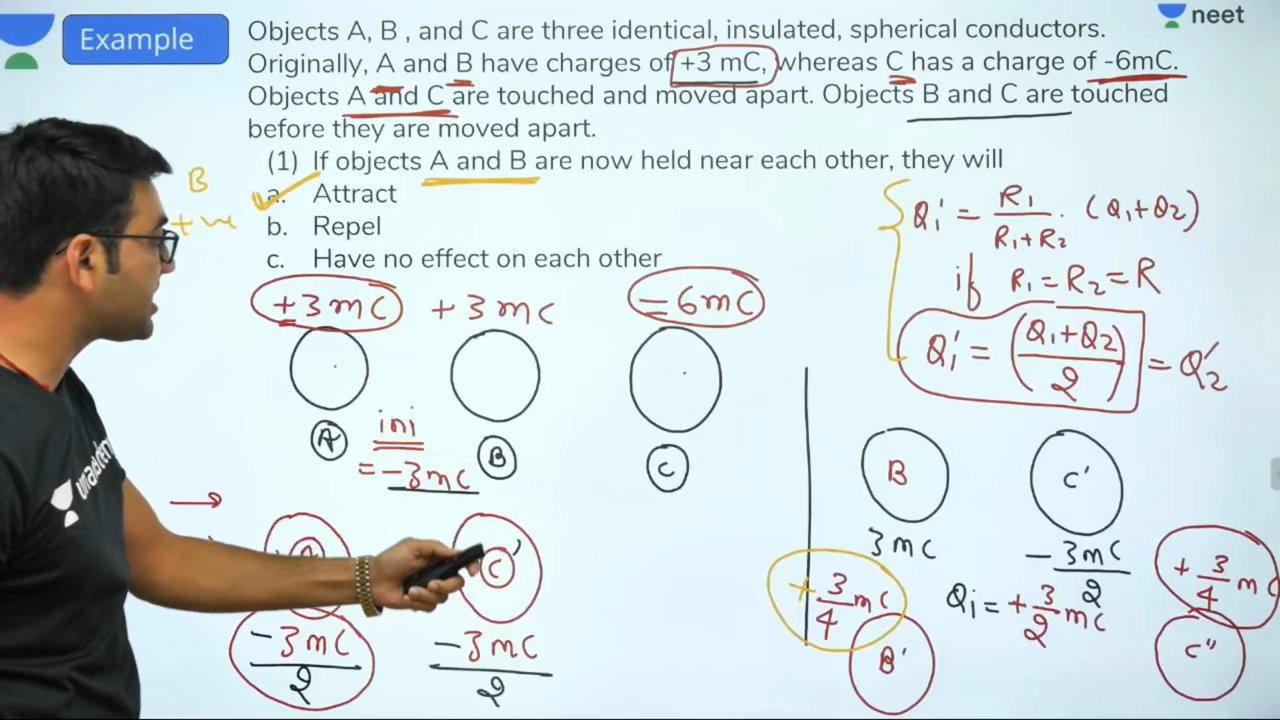 Example
neet
Objects A, B , and C are three identical, insulated, spherical conductors.
Originally, A and B have charges of +3 mC, whereas C has a charge of -6mC.
Objects A and C are touched and moved apart. Objects B and C are touched
before they are moved apart.
(1) If objects A and B are now held near each other, they will
a. Attract
b. Repel
c. Have no effect on each other
B
+ve
Q₁' = R₁/(R₁+R₂) . (Q₁+Q₂)
if R₁ = R₂ = R
Q₁' = ((Q₁+Q₂)/2) = Q₂'
+3mC +3mC -6mC
A B C
ini
= -3mC
→
C'
-3mC/2 -3mC/2
B C'
3mC -3mC/2
Qi = +3/2 mC
+3/4 mC +3/4 mC
B' C"